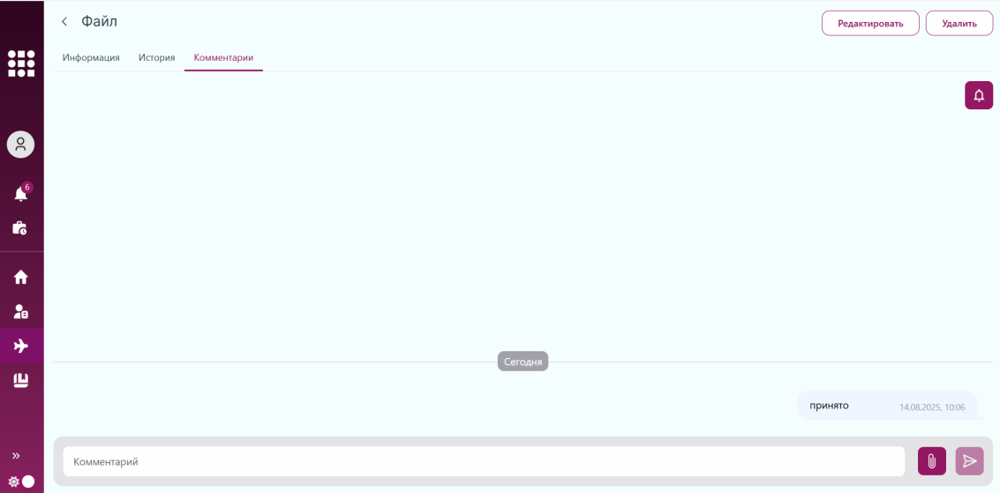 Файл
Редактировать
Удалить
Информация
История
Комментарии
6
Сегодня
принято
14.08.2025, 10:06
Комментарий